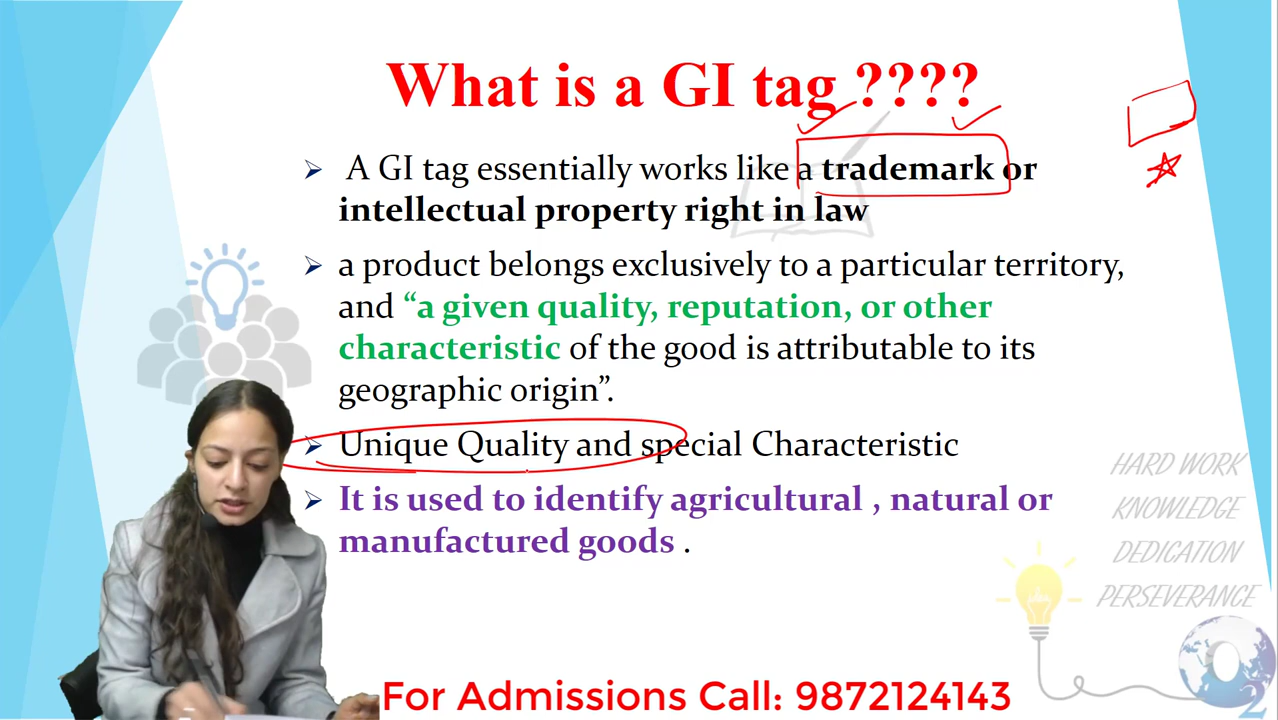 What is a GI tag ????
➢ A GI tag essentially works like a trademark or
intellectual property right in law
➢ a product belongs exclusively to a particular territory,
and “a given quality, reputation, or other
characteristic of the good is attributable to its
geographic origin”.
➢ Unique Quality and special Characteristic
➢ It is used to identify agricultural , natural or
manufactured goods .
HARD WORK
KNOWLEDGE
DEDICATION
PERSEVERANCE
idea
O2
For Admissions Call: 9872124143